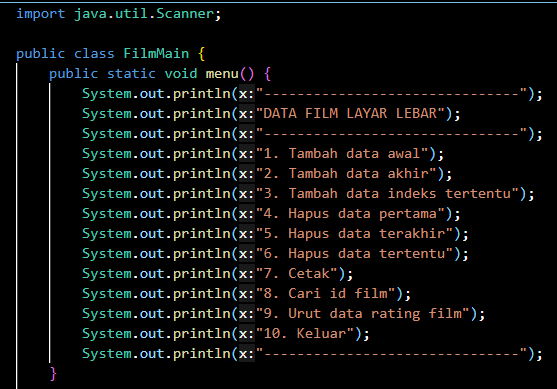 import java.util.Scanner;
public class FilmMain {
public static void menu() {
System.out.println(x:"-------------------------------");
System.out.println(x:"DATA FILM LAYAR LEBAR");
System.out.println(x:"-------------------------------");
System.out.println(x:"1. Tambah data awal");
System.out.println(x:"2. Tambah data akhir");
System.out.println(x:"3. Tambah data indeks tertentu");
System.out.println(x:"4. Hapus data pertama");
System.out.println(x:"5. Hapus data terakhir");
System.out.println(x:"6. Hapus data tertentu");
System.out.println(x:"7. Cetak");
System.out.println(x:"8. Cari id film");
System.out.println(x:"9. Urut data rating film");
System.out.println(x:"10. Keluar");
System.out.println(x:"-------------------------------");
}